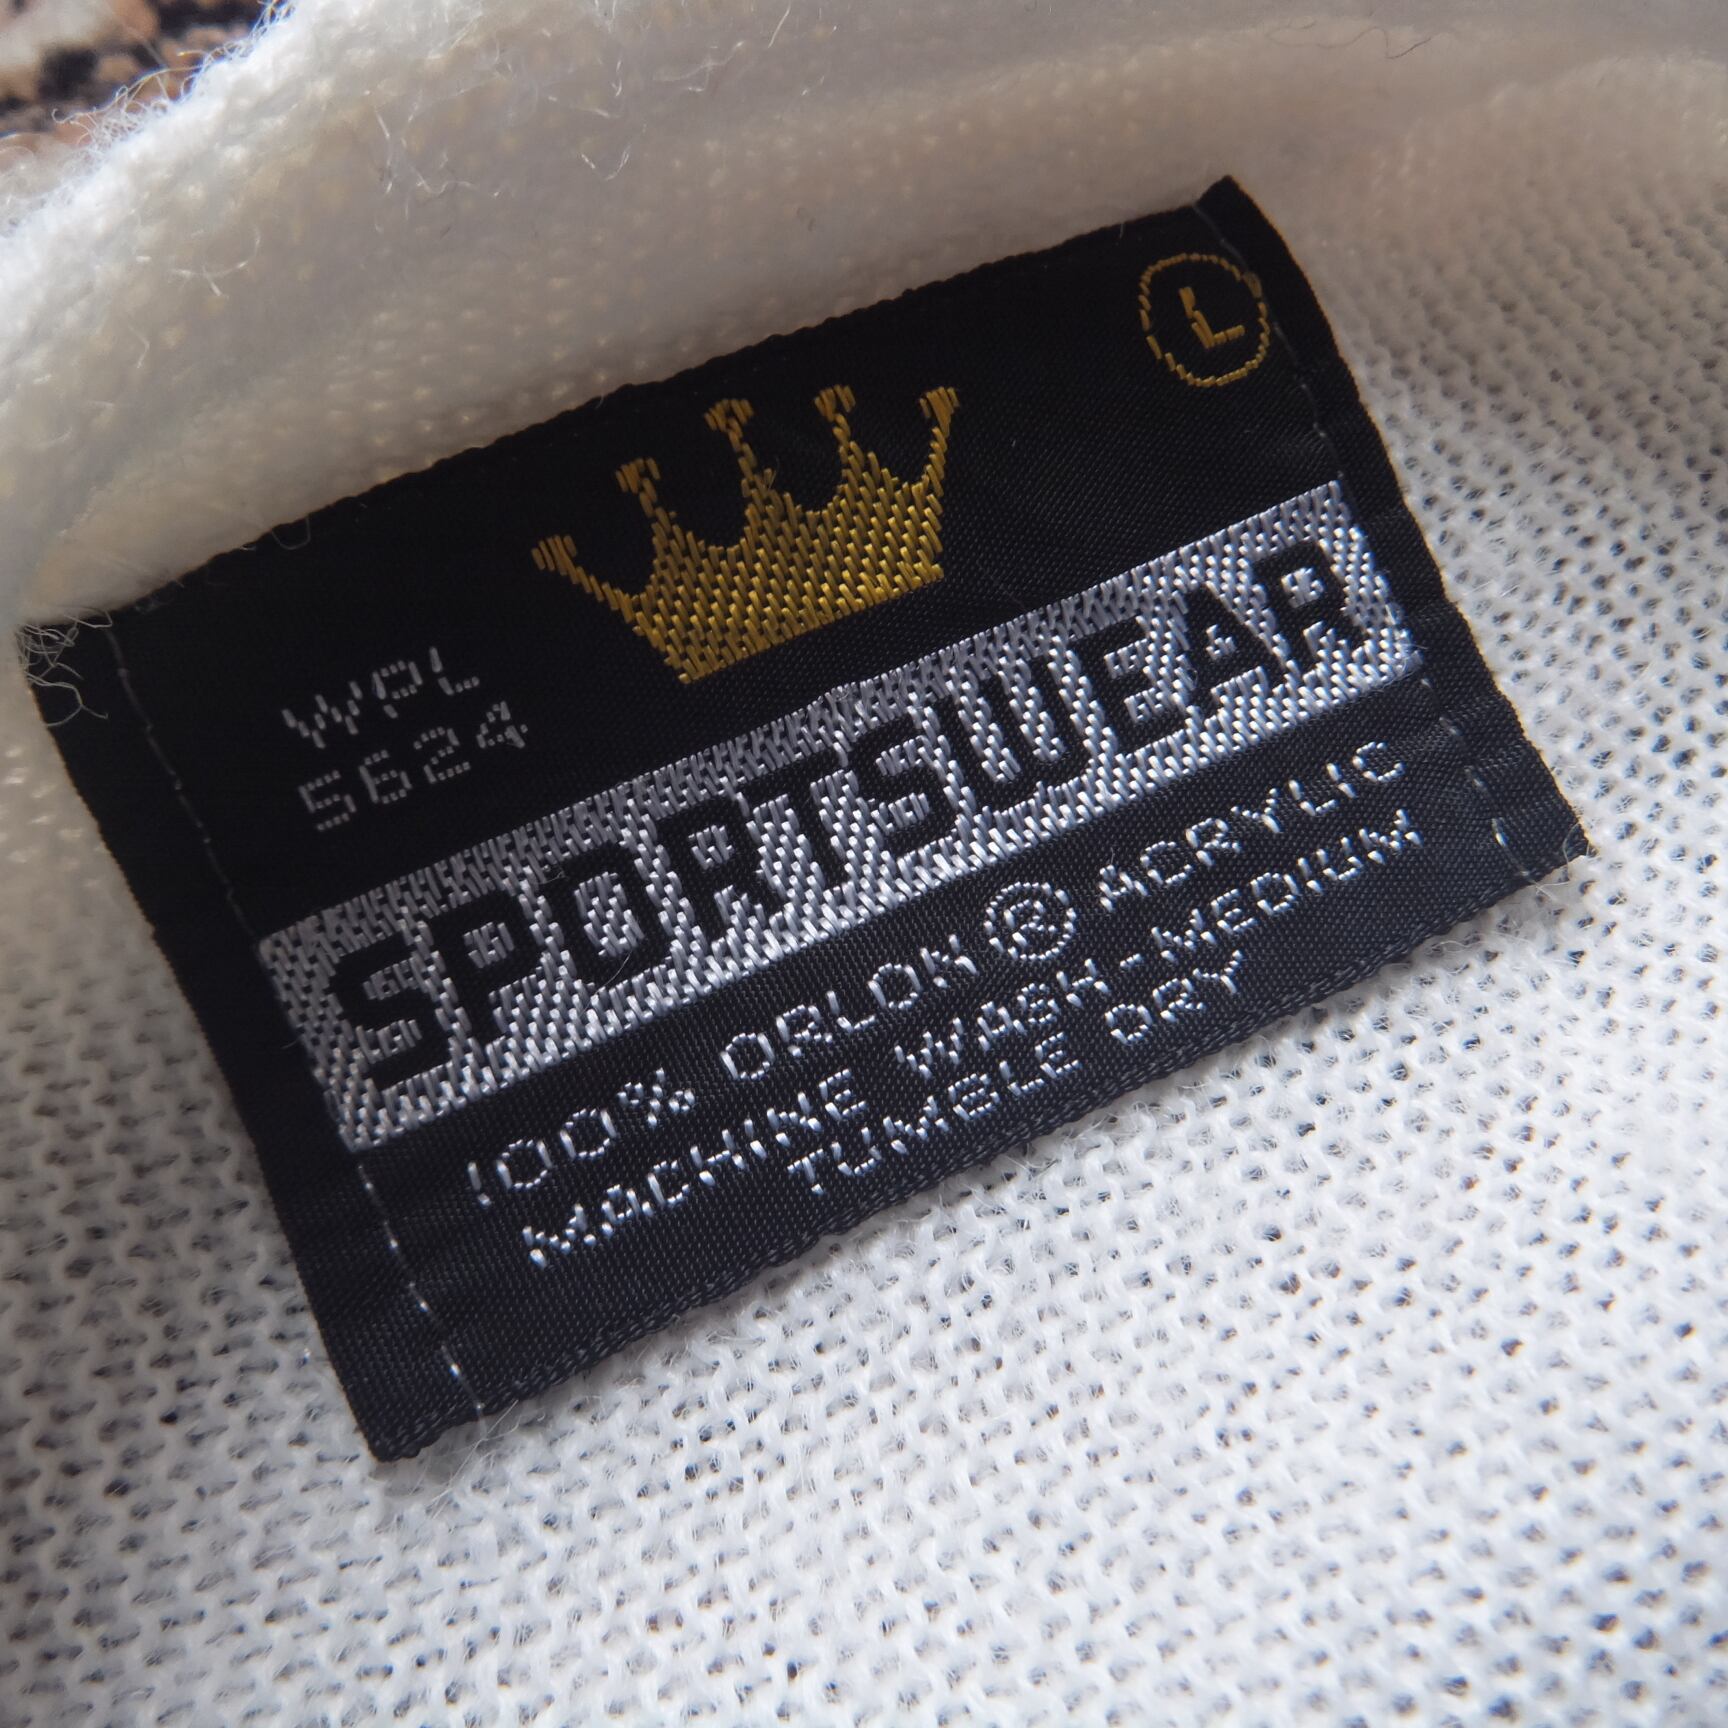 L
WPL
5624
SPORTSWEAR
100% ORLON ® ACRYLIC
MACHINE WASH-MEDIUM
TUMBLE DRY